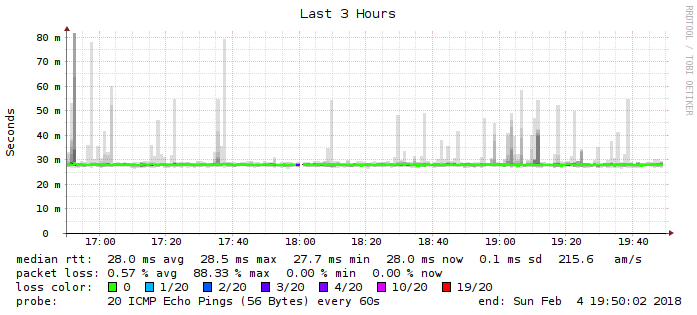 Last 3 Hours
RRDTOOL / TOBI OETIKER
Seconds
80 m
70 m
60 m
50 m
40 m
30 m
20 m
10 m
0
17:00 17:20 17:40 18:00 18:20 18:40 19:00 19:20 19:40
median rtt: 28.0 ms avg 28.5 ms max 27.7 ms min 28.0 ms now 0.1 ms sd 215.6 am/s
packet loss: 0.57 % avg 88.33 % max 0.00 % min 0.00 % now
loss color: 0 1/20 2/20 3/20 4/20 10/20 19/20
probe: 20 ICMP Echo Pings (56 Bytes) every 60s end: Sun Feb 4 19:50:02 2018